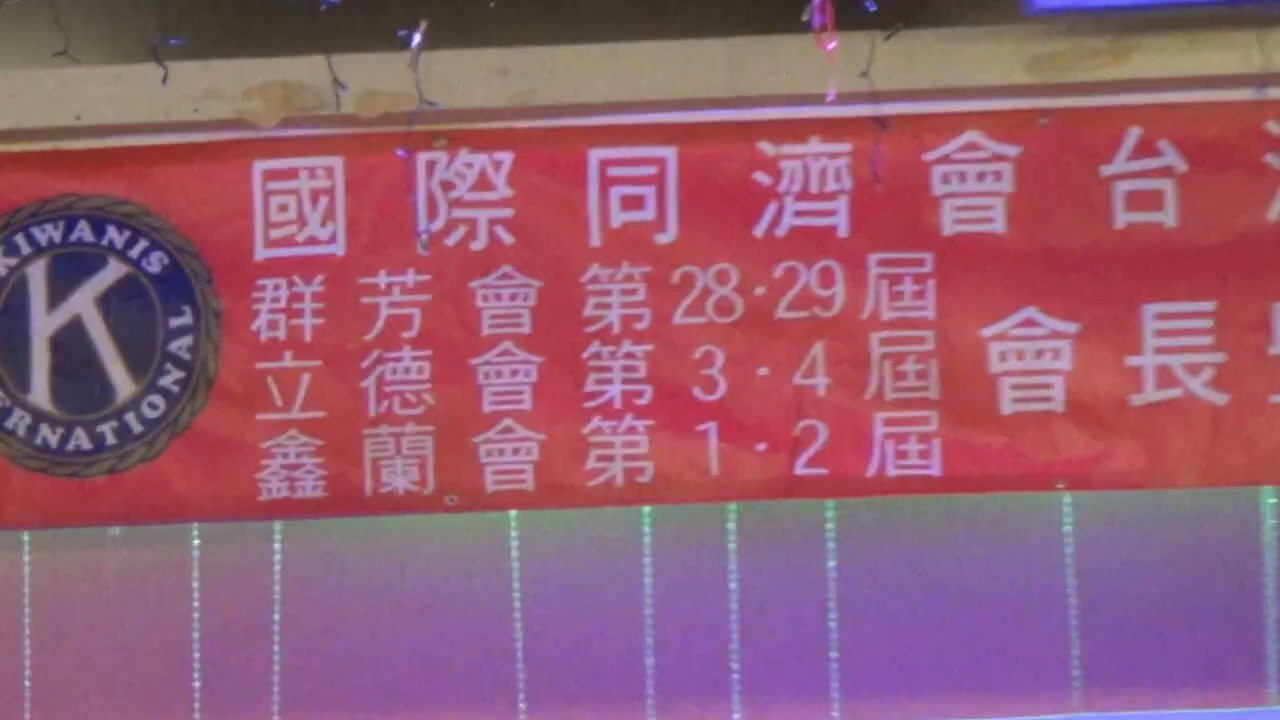 國際同濟會台
群芳會第28·29屆
立德會第3·4屆
鑫蘭會第1·2屆
會長
KIWANIS
K